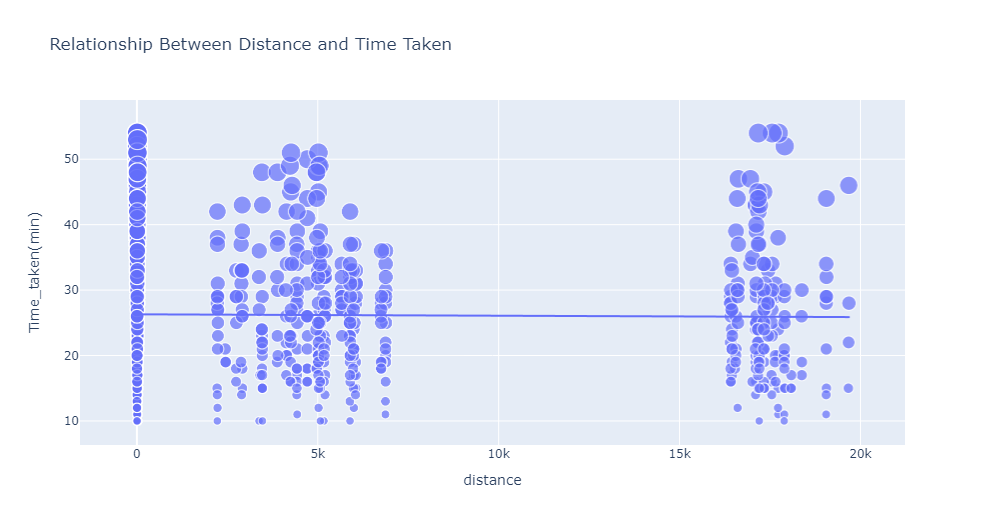 Relationship Between Distance and Time Taken
50
40
30
20
10
Time_taken(min)
0
5k
10k
15k
20k
distance